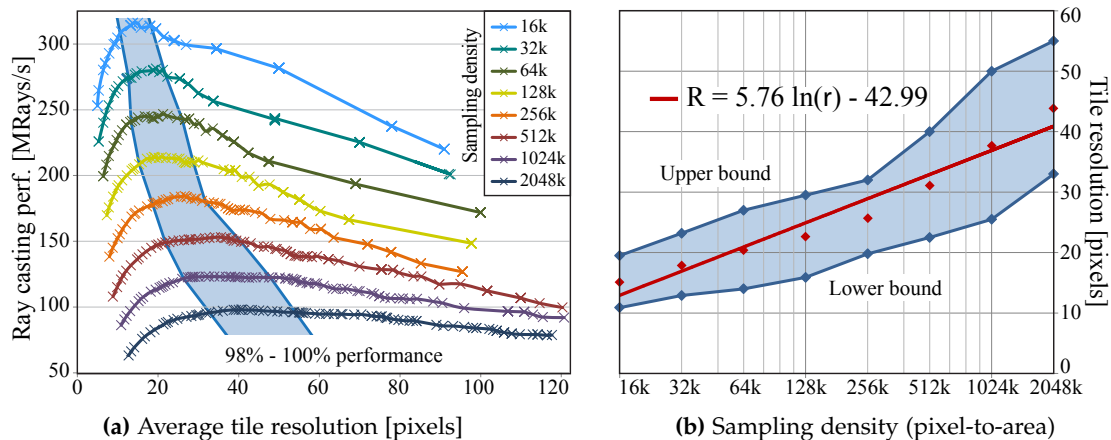 Ray casting perf. [MRays/s]
300
250
200
150
100
50
0
20
40
60
80
100
120
Sampling density
16k
32k
64k
128k
256k
512k
1024k
2048k
98% - 100% performance
(a) Average tile resolution [pixels]
R = 5.76 ln(r) - 42.99
Upper bound
Lower bound
60
50
40
30
20
10
0
Tile resolution
[pixels]
16k
32k
64k
128k
256k
512k
1024k
2048k
(b) Sampling density (pixel-to-area)